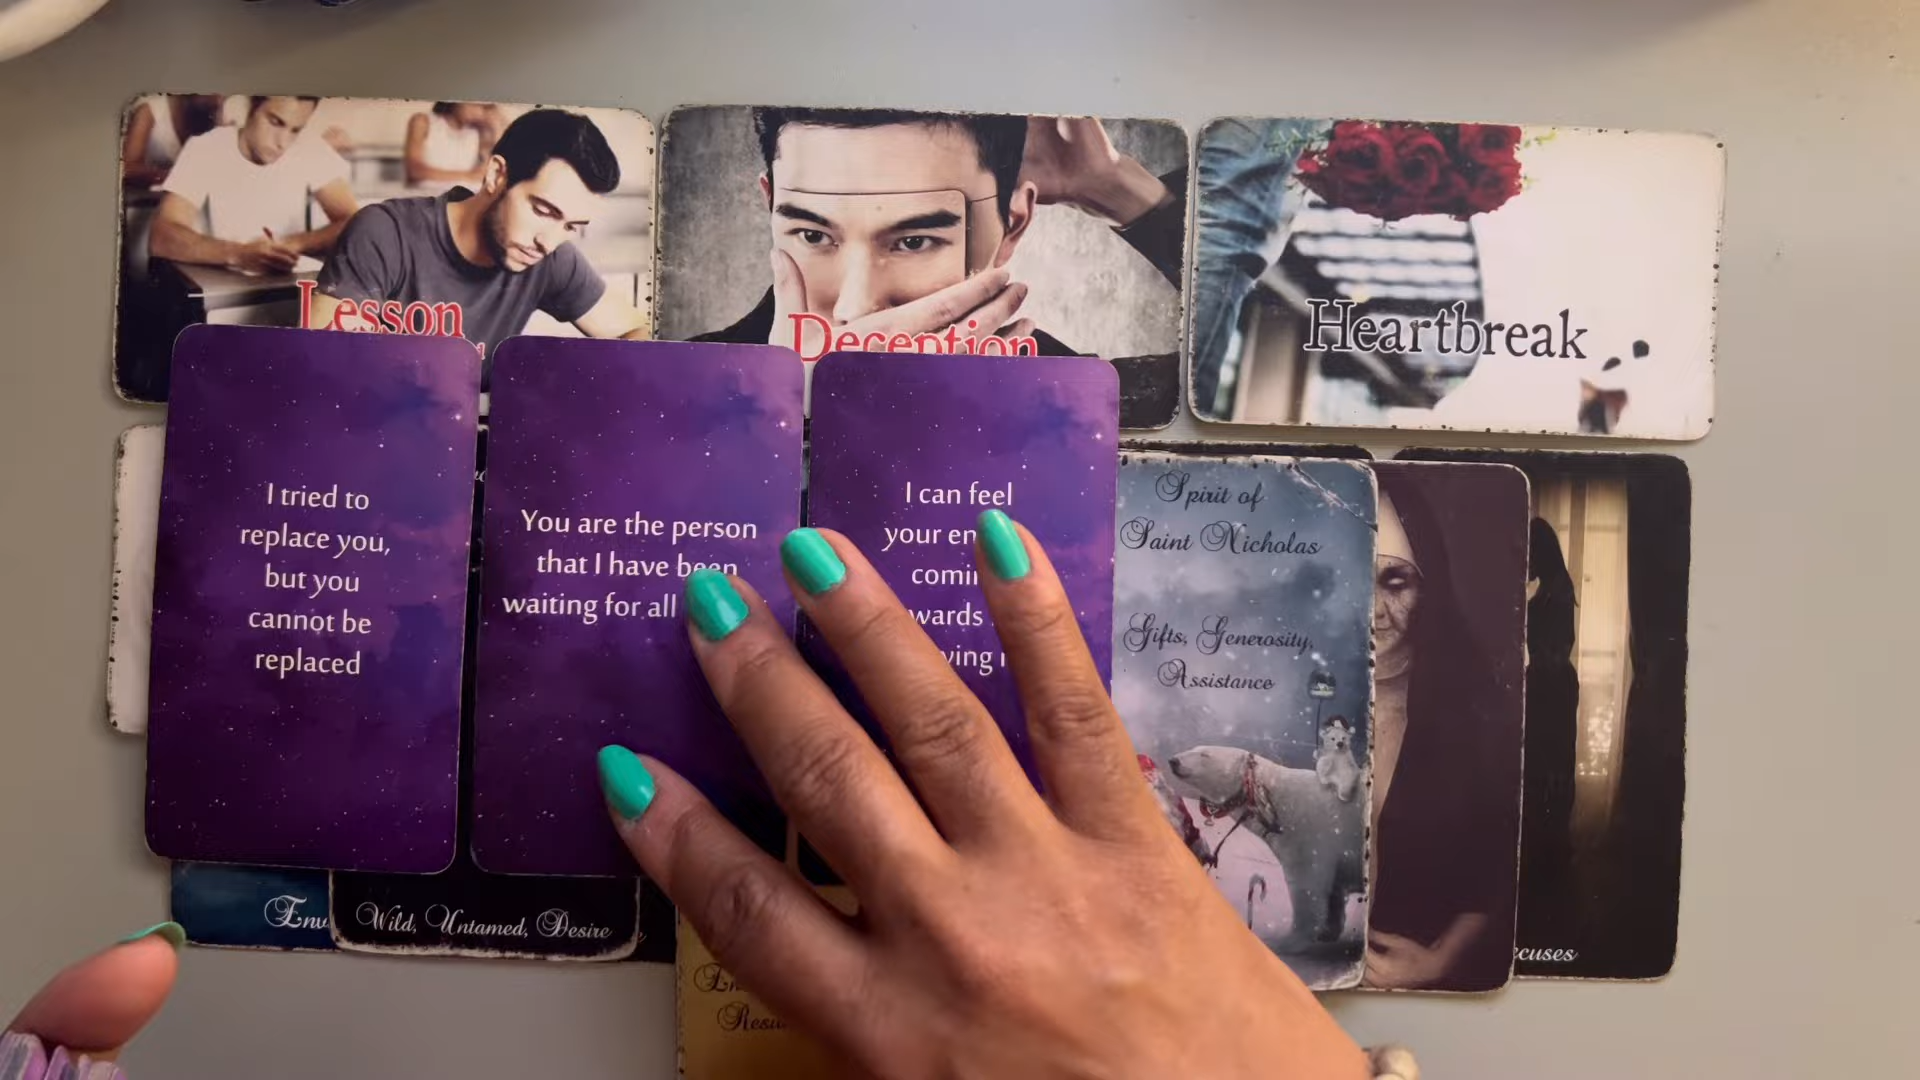 Lesson
Deception
Heartbreak
I tried to
replace you,
but you
cannot be
replaced
You are the person
that I have been
waiting for all
I can feel
your
Spirit of
Saint Nicholas
Gifts, Generosity,
Assistance
Wild, Untamed, Desire